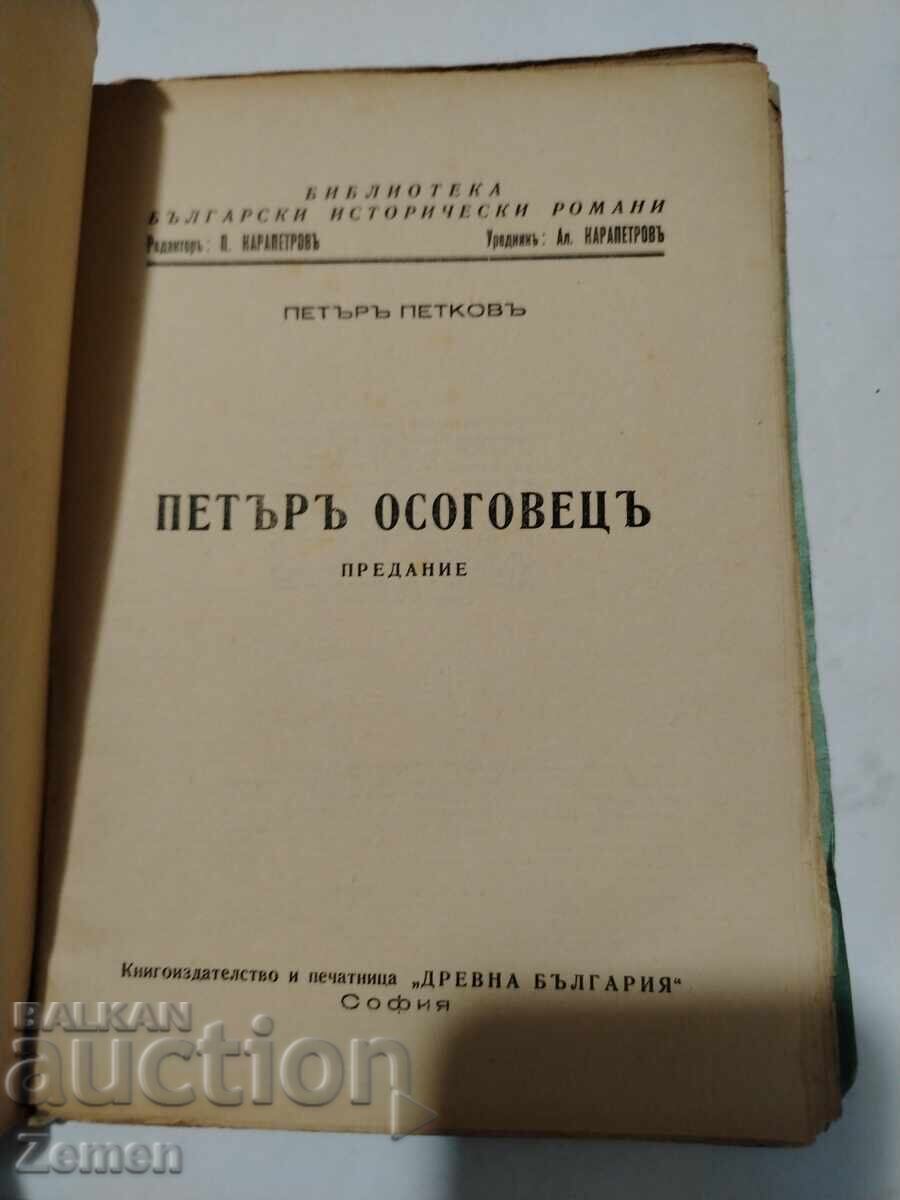 БИБЛИОТЕКА
БЪЛГАРСКИ ИСТОРИЧЕСКИ РОМАНИ
Редакторъ: П. КАРАПЕТРОВЪ Уредникъ: Ал. КАРАПЕТРОВЪ
ПЕТЪРЪ ПЕТКОВЪ
ПЕТЪРЪ ОСОГОВЕЦЪ
ПРЕДАНИЕ
Книгоиздателство и печатница „ДРЕВНА БЪЛГАРИЯ“
София
BALKAN
auction
Zemen